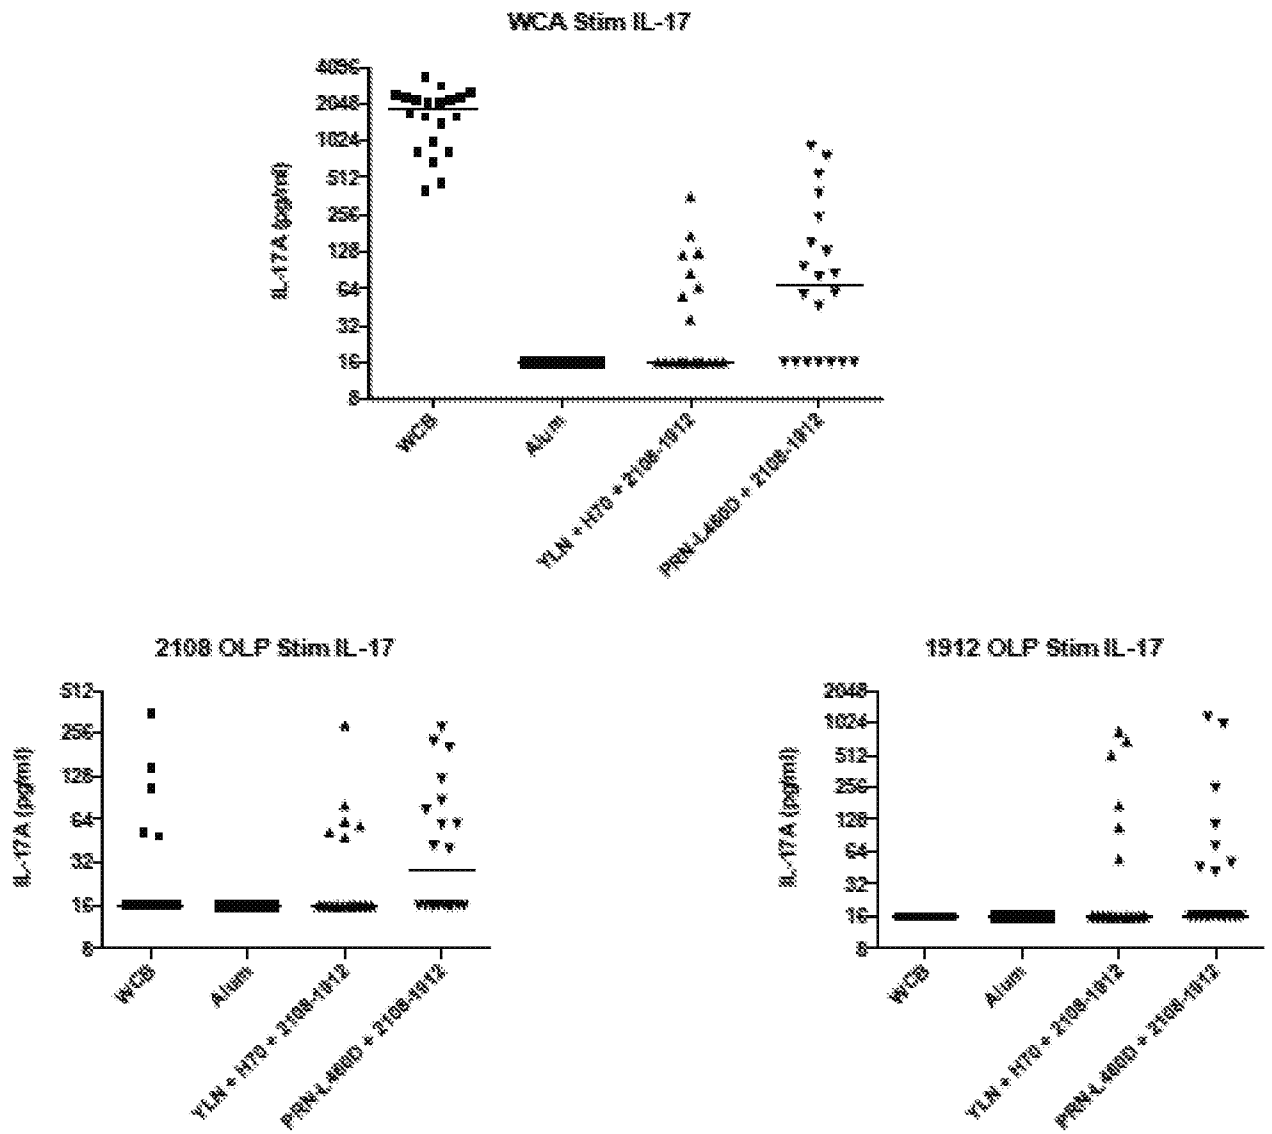 WCA Stim IL-17
IL-17A (pg/ml)
4096
2048
1024
512
256
128
64
32
16
8
WCB
Alum
YLN + H70 + 2108-1912
PRN-L460D + 2108-1912
2108 OLP Stim IL-17
IL-17A (pg/ml)
512
256
128
64
32
16
8
WCB
Alum
YLN + H70 + 2108-1912
PRN-L460D + 2108-1912
1912 OLP Stim IL-17
IL-17A (pg/ml)
2048
1024
512
256
128
64
32
16
8
WCB
Alum
YLN + H70 + 2108-1912
PRN-L460D + 2108-1912